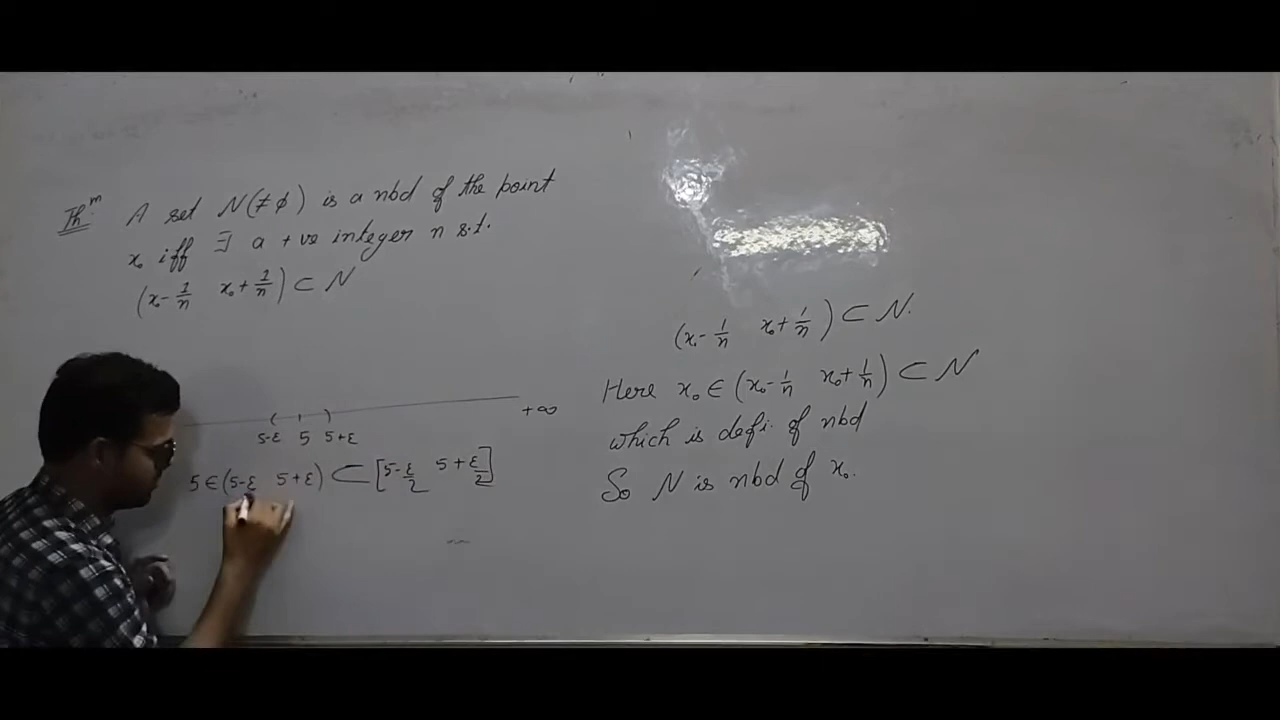 Thᵐ. A set N(≠ϕ) is a nbd of the point
x₀ iff ∃ a +ve integer n s.t.
(x₀-1/n x₀+1/n) ⊂ N
+∞
5-ε 5 5+ε
5∈(5-ε 5+ε) ⊂ [5-ε/2 5+ε/2]
(x₀-1/n x₀+1/n) ⊂ N.
Here x₀ ∈ (x₀-1/n x₀+1/n) ⊂ N
which is defi. of nbd
So N is nbd of x₀.